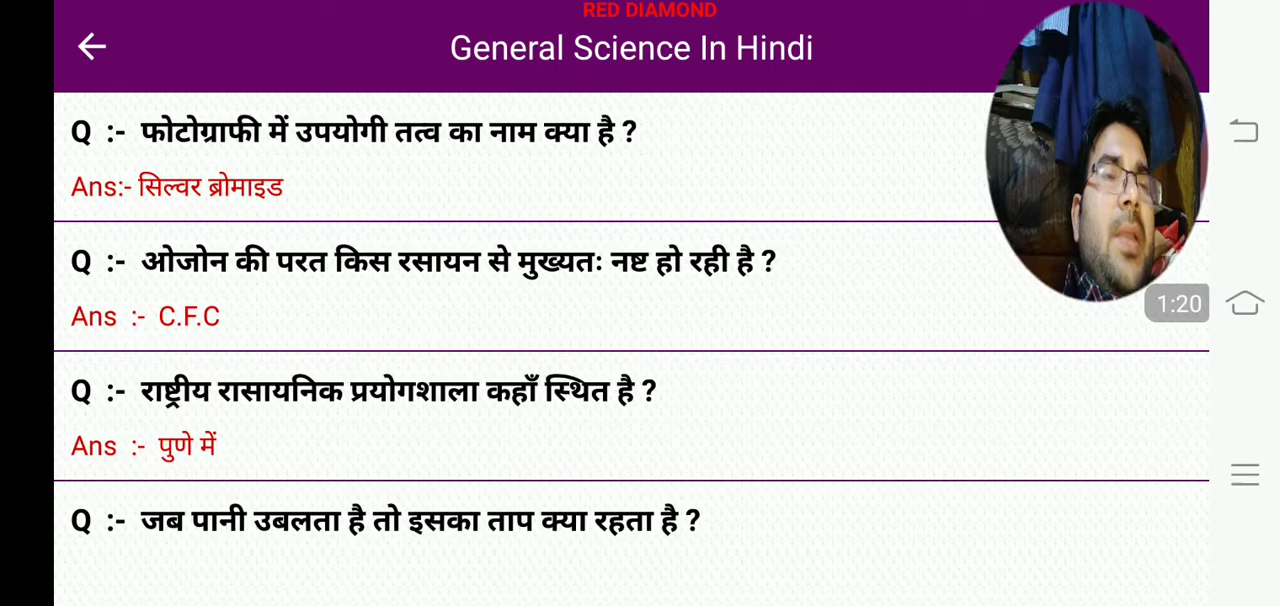 RED DIAMOND
General Science In Hindi
Q :- फोटोग्राफी में उपयोगी तत्व का नाम क्या है ?
Ans:- सिल्वर ब्रोमाइड
Q :- ओजोन की परत किस रसायन से मुख्यतः नष्ट हो रही है ?
Ans :- C.F.C
1:20
Q :- राष्ट्रीय रासायनिक प्रयोगशाला कहाँ स्थित है ?
Ans :- पुणे में
Q :- जब पानी उबलता है तो इसका ताप क्या रहता है ?